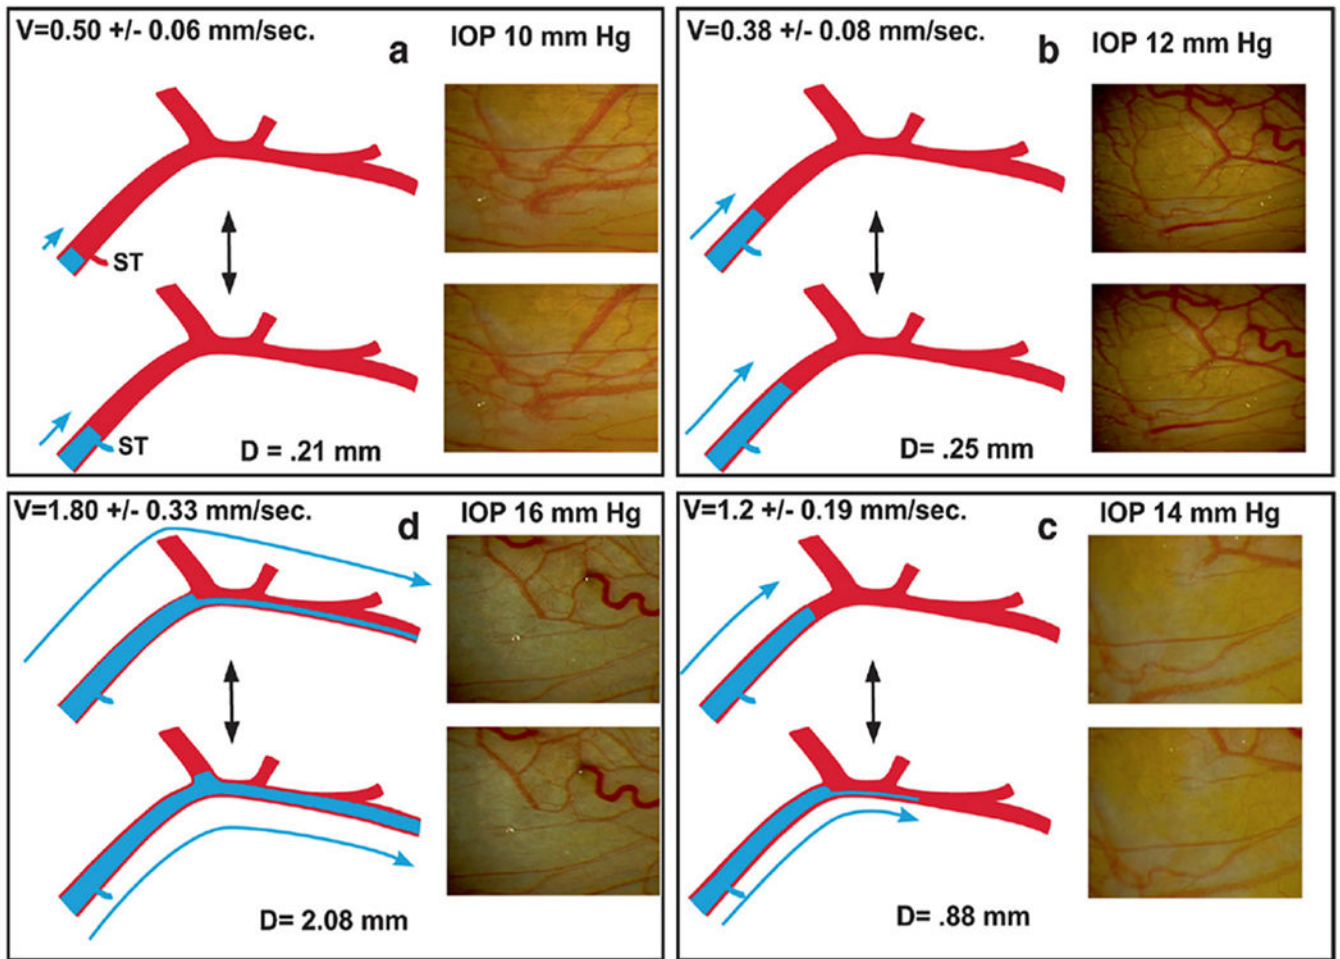 V=0.50 +/- 0.06 mm/sec.
a
IOP 10 mm Hg
ST
ST
D = .21 mm
V=0.38 +/- 0.08 mm/sec.
b
IOP 12 mm Hg
D= .25 mm
V=1.80 +/- 0.33 mm/sec.
d
IOP 16 mm Hg
D= 2.08 mm
V=1.2 +/- 0.19 mm/sec.
c
IOP 14 mm Hg
D= .88 mm